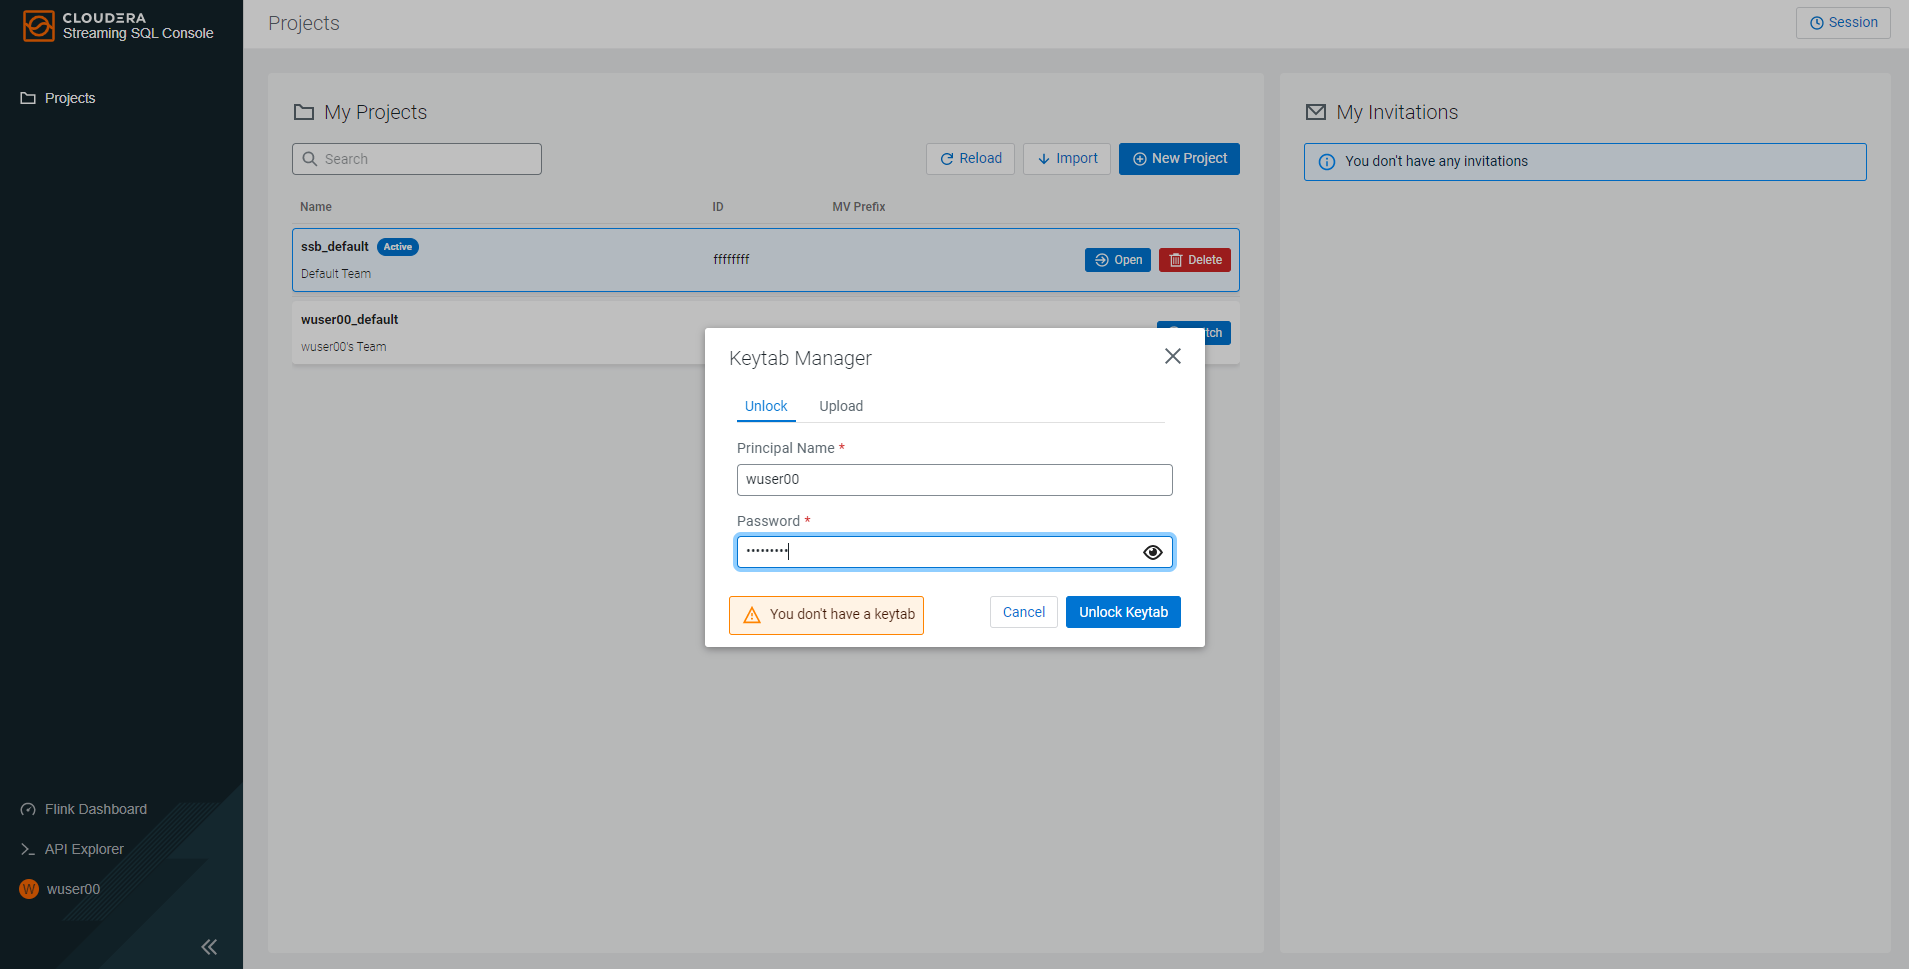 CLOUDERA
Streaming SQL Console
Projects
Session
Projects
My Projects
Search
Reload
Import
New Project
Name
ID
MV Prefix
ssb_default
Active
Default Team
ffffffff
Open
Delete
wuser00_default
wuser00's Team
My Invitations
You don't have any invitations
Keytab Manager
Unlock
Upload
Principal Name *
wuser00
Password *
•••••••••
You don't have a keytab
Cancel
Unlock Keytab
Flink Dashboard
API Explorer
W
wuser00